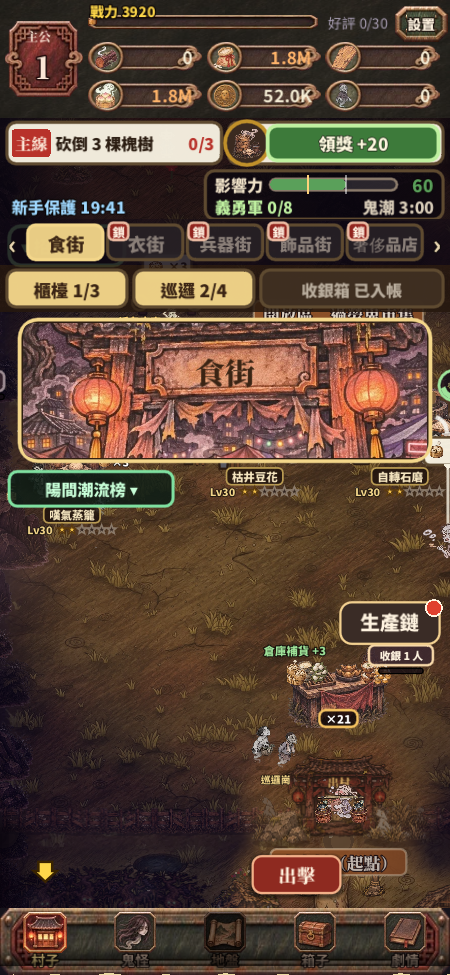 戰力.3920
好評 0/30
設置
主公
1
0
1.8M
0
1.8M
52.0K
0
主線 砍倒 3 棵槐樹 0/3
領獎 +20
影響力 60
新手保護 19:41
義勇軍 0/8
鬼潮 3:00
‹ 食街
鎖 衣街
鎖 兵器街
鎖 飾品街
鎖 奢侈品店 ›
櫃檯 1/3
巡邏 2/4
收銀箱 已入帳
食街
陽間潮流榜 ▾
枯井豆花
Lv30 ★★☆☆☆
自轉石磨
Lv30 ★★☆☆☆
嘆氣蒸籠
Lv30 ★★☆☆☆
生產鏈
收銀 1 人
倉庫補貨 +3
×21
巡邏崗
出擊
(起點)
村子
鬼怪
地盤
箱子
劇情